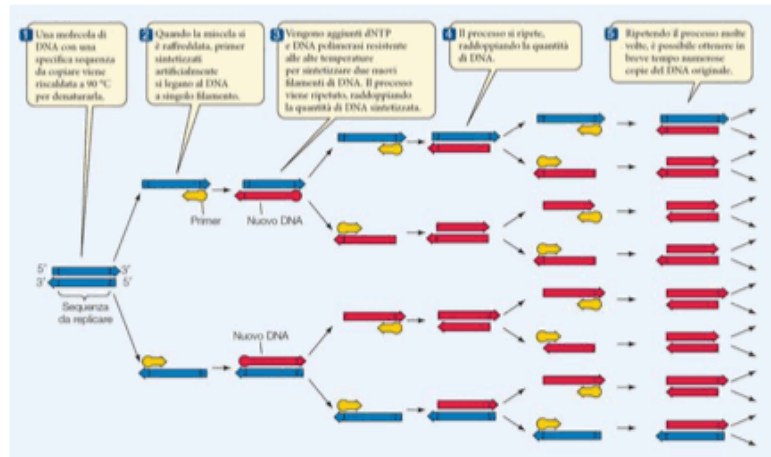 1 Una molecola di
DNA con una
specifica sequenza
da copiare viene
riscaldata a 90 °C
per denaturarla.
2 Quando la miscela si
è raffreddata, primer
sintetizzati
artificialmente
si legano al DNA
a singolo filamento.
3 Vengono aggiunti dNTP
e DNA polimerasi resistente
alle alte temperature
per sintetizzare due nuovi
filamenti di DNA. Il processo
viene ripetuto, raddoppiando
la quantità di DNA sintetizzata.
4 Il processo si ripete,
raddoppiando la quantità
di DNA.
5 Ripetendo il processo molte
volte, è possibile ottenere in
breve tempo numerose
copie del DNA originale.
Primer
Nuovo DNA
5' 3'
3' 5'
Sequenza
da replicare
Nuovo DNA